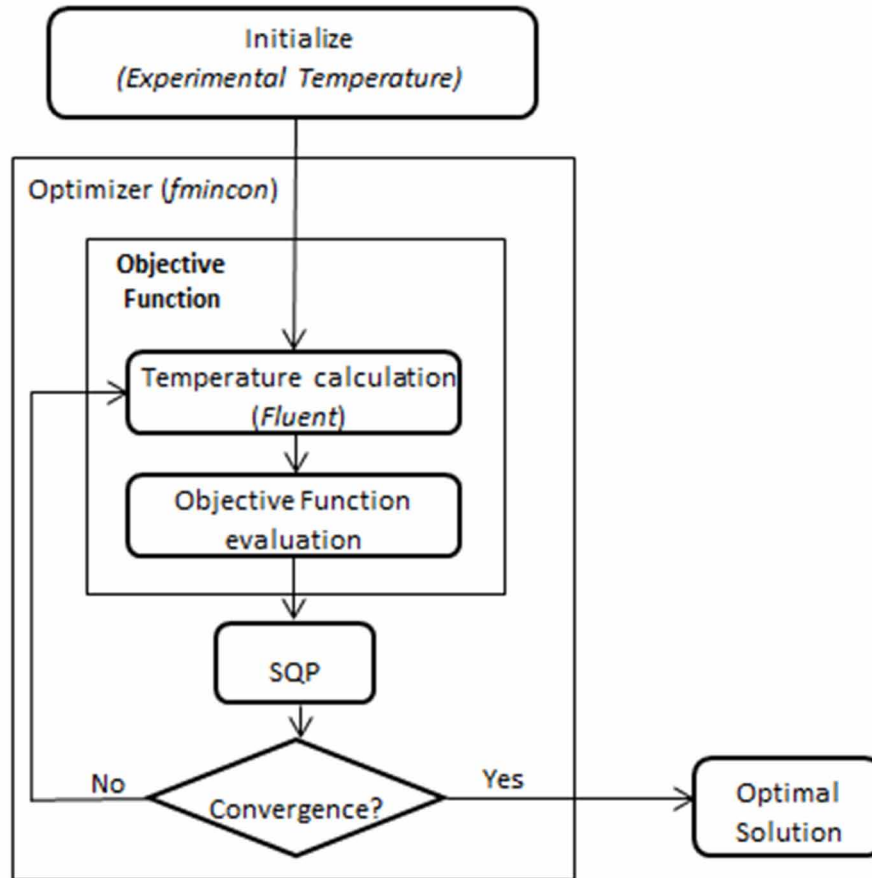 Initialize
(Experimental Temperature)
Optimizer (fmincon)
Objective
Function
Temperature calculation
(Fluent)
Objective Function
evaluation
SQP
Convergence?
No
Yes
Optimal
Solution